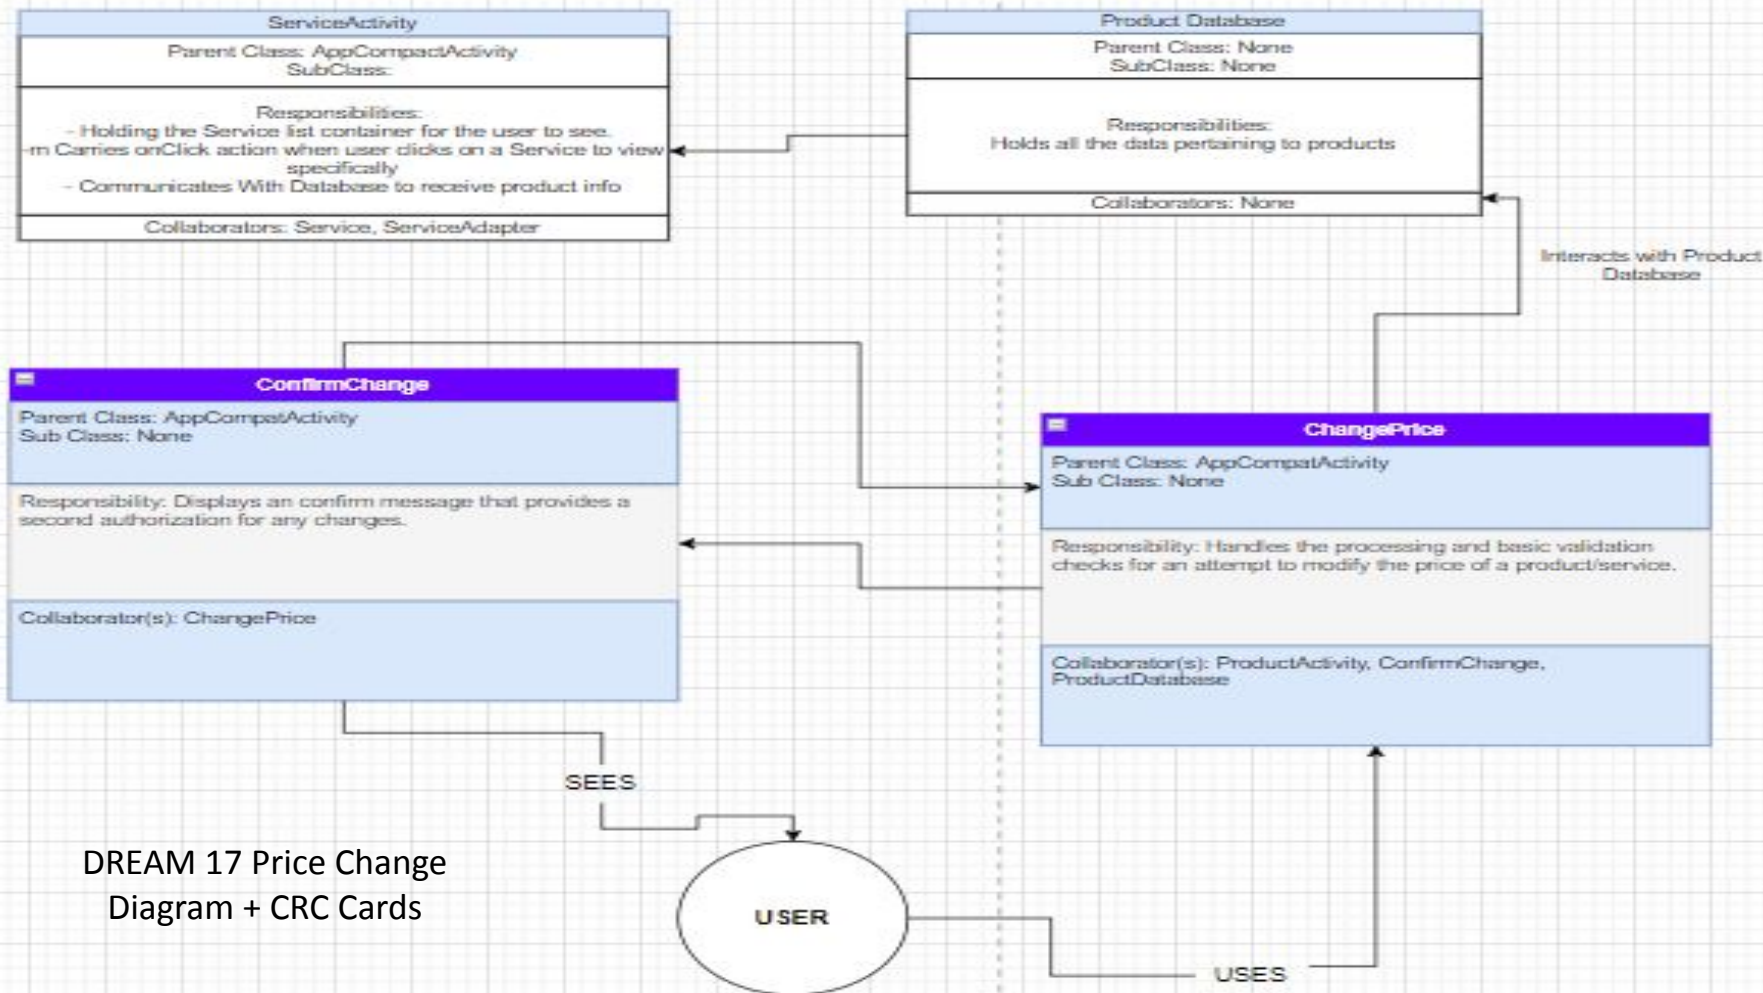 ServiceActivity
Parent Class: AppCompactActivity
SubClass:
Responsibilities:
- Holding the Service list container for the user to see.
-m Carries onClick action when user clicks on a Service to view
specifically
- Communicates With Database to receive product info
Collaborators: Service, ServiceAdapter
Product Database
Parent Class: None
SubClass: None
Responsibilities:
Holds all the data pertaining to products
Collaborators: None
Interacts with Product
Database
ConfirmChange
Parent Class: AppCompatActivity
Sub Class: None
Responsibility: Displays an confirm message that provides a
second authorization for any changes.
Collaborator(s): ChangePrice
ChangePrice
Parent Class: AppCompatActivity
Sub Class: None
Responsibility: Handles the processing and basic validation
checks for an attempt to modify the price of a product/service.
Collaborator(s): ProductActivity, ConfirmChange,
ProductDatabase
SEES
DREAM 17 Price Change
Diagram + CRC Cards
USER
USES